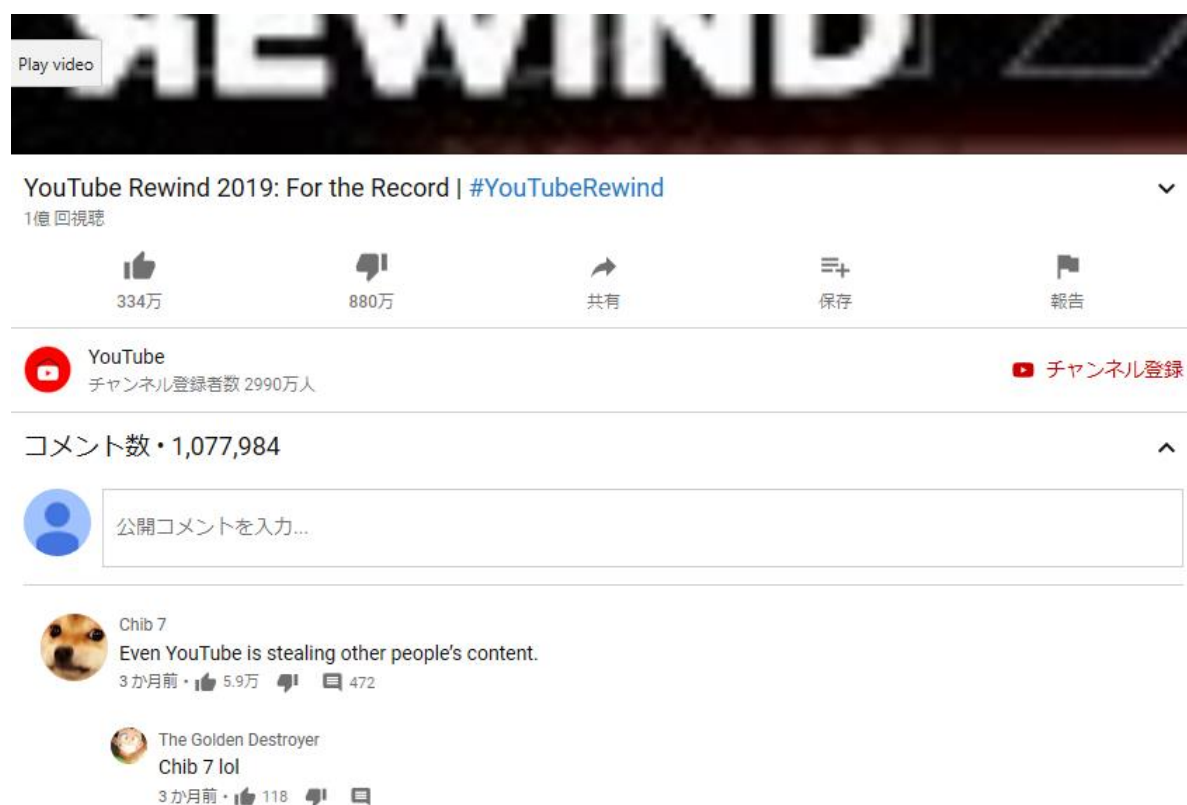 REWIND
Play video
YouTube Rewind 2019: For the Record | #YouTubeRewind
1億 回視聴
334万
880万
共有
保存
報告
YouTube
チャンネル登録者数 2990万人
チャンネル登録
コメント数 • 1,077,984
公開コメントを入力...
Chib 7
Even YouTube is stealing other people’s content.
3 か月前 • 5.9万 472
The Golden Destroyer
Chib 7 lol
3 か月前 • 118